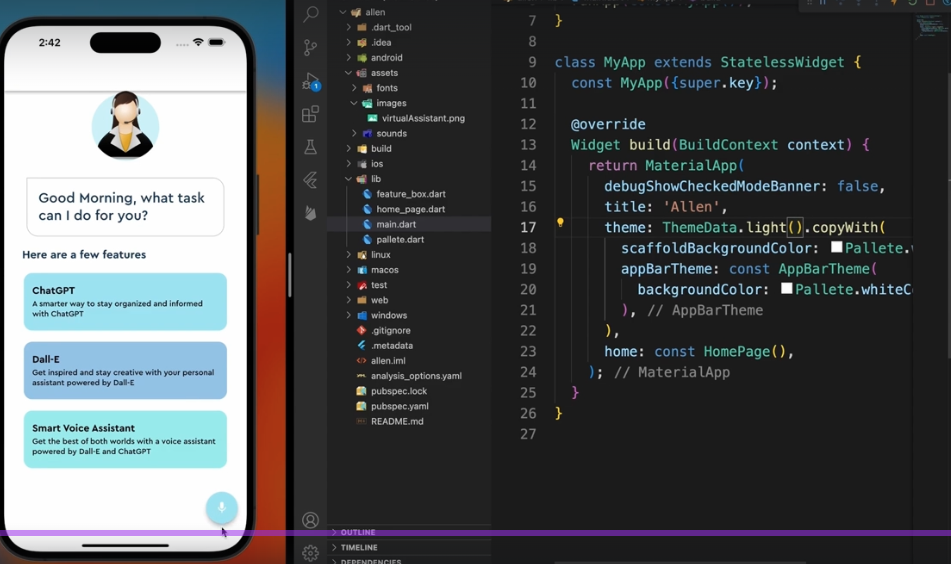 2:42
Good Morning, what task
can I do for you?
Here are a few features
ChatGPT
A smarter way to stay organized and informed
with ChatGPT
Dall-E
Get inspired and stay creative with your personal
assistant powered by Dall-E
Smart Voice Assistant
Get the best of both worlds with a voice assistant
powered by Dall-E and ChatGPT
1
allen
.dart_tool
.idea
android
assets
fonts
images
virtualAssistant.png
sounds
build
ios
lib
feature_box.dart
home_page.dart
main.dart
pallete.dart
linux
macos
test
web
windows
.gitignore
.metadata
allen.iml
analysis_options.yaml
pubspec.lock
pubspec.yaml
README.md
OUTLINE
TIMELINE
DEPENDENCIES
7 }
8
9 class MyApp extends StatelessWidget {
10 const MyApp({super.key});
11
12 @override
13 Widget build(BuildContext context) {
14 return MaterialApp(
15 debugShowCheckedModeBanner: false,
16 title: 'Allen',
17 theme: ThemeData.light().copyWith(
18 scaffoldBackgroundColor: Pallete.
19 appBarTheme: const AppBarTheme(
20 backgroundColor: Pallete.whiteC
21 ), // AppBarTheme
22 ),
23 home: const HomePage(),
24 ); // MaterialApp
25 }
26 }
27